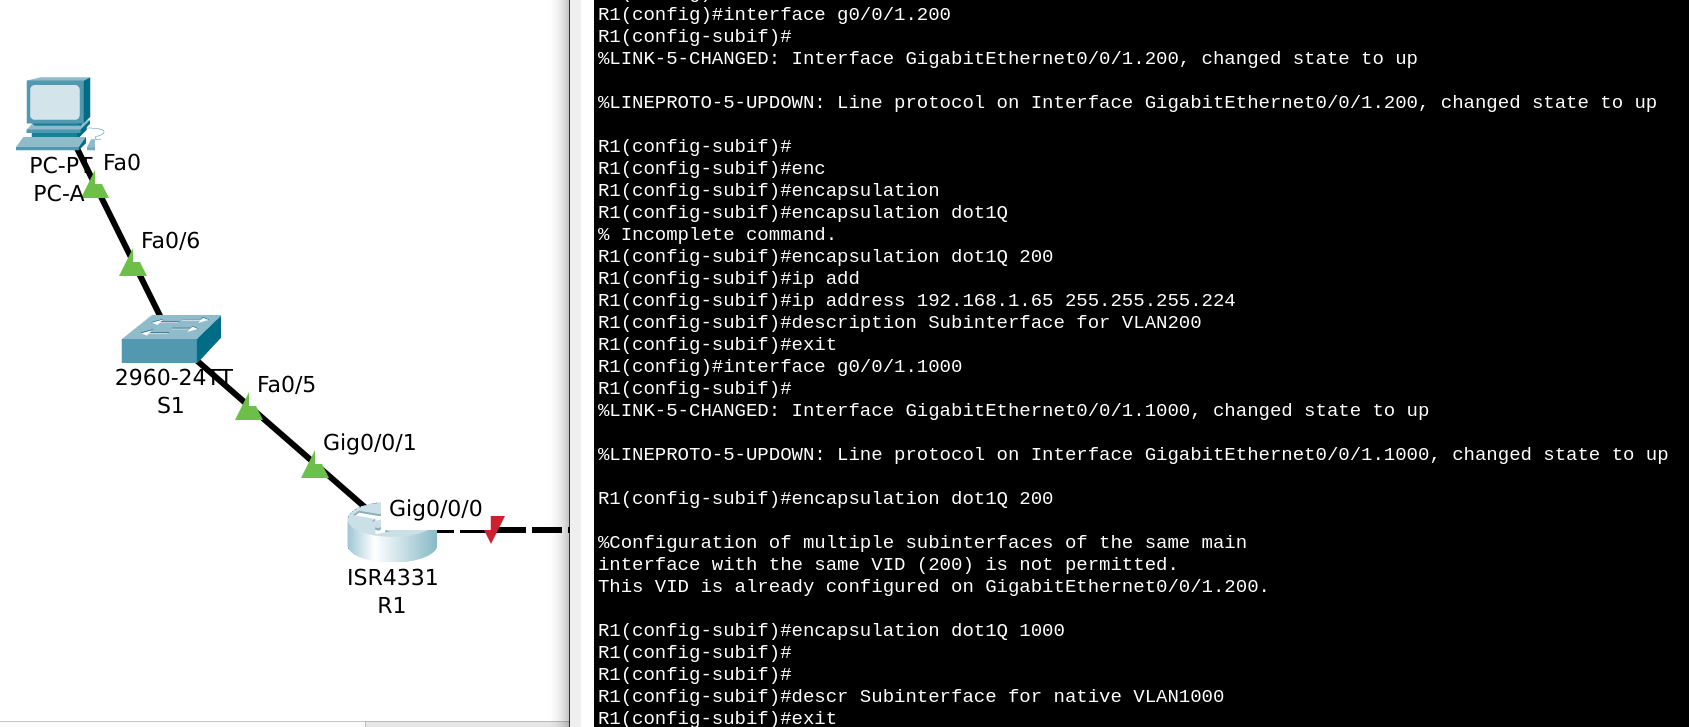 PC-PT
PC-A
Fa0
Fa0/6
2960-24TT
S1
Fa0/5
Gig0/0/1
Gig0/0/0
ISR4331
R1
R1(config)#interface g0/0/1.200
R1(config-subif)#
%LINK-5-CHANGED: Interface GigabitEthernet0/0/1.200, changed state to up
%LINEPROTO-5-UPDOWN: Line protocol on Interface GigabitEthernet0/0/1.200, changed state to up
R1(config-subif)#
R1(config-subif)#enc
R1(config-subif)#encapsulation
R1(config-subif)#encapsulation dot1Q
% Incomplete command.
R1(config-subif)#encapsulation dot1Q 200
R1(config-subif)#ip add
R1(config-subif)#ip address 192.168.1.65 255.255.255.224
R1(config-subif)#description Subinterface for VLAN200
R1(config-subif)#exit
R1(config)#interface g0/0/1.1000
R1(config-subif)#
%LINK-5-CHANGED: Interface GigabitEthernet0/0/1.1000, changed state to up
%LINEPROTO-5-UPDOWN: Line protocol on Interface GigabitEthernet0/0/1.1000, changed state to up
R1(config-subif)#encapsulation dot1Q 200
%Configuration of multiple subinterfaces of the same main
interface with the same VID (200) is not permitted.
This VID is already configured on GigabitEthernet0/0/1.200.
R1(config-subif)#encapsulation dot1Q 1000
R1(config-subif)#
R1(config-subif)#
R1(config-subif)#descr Subinterface for native VLAN1000
R1(config-subif)#exit